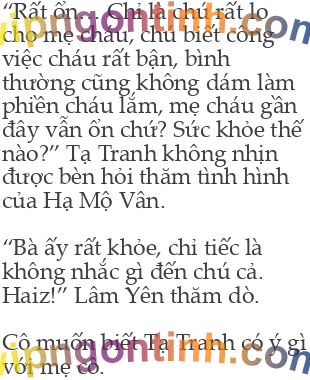 “Rất ổn ... Chỉ là chú rất lo
cho mẹ cháu, chú biết công
việc cháu rất bận, bình
thường cũng không dám làm
phiền cháu lắm, mẹ cháu gần
đây vẫn ổn chứ? Sức khỏe thế
nào?” Tạ Tranh không nhịn
được bèn hỏi thăm tình hình
của Hạ Mộ Vân.
“Bà ấy rất khỏe, chỉ tiếc là
không nhắc gì đến chú cả.
Haiz!” Lâm Yên thăm dò.
Cô muốn biết Tạ Tranh có ý gì
với mẹ cô.
vipngontinh.com
vipngontinh.com